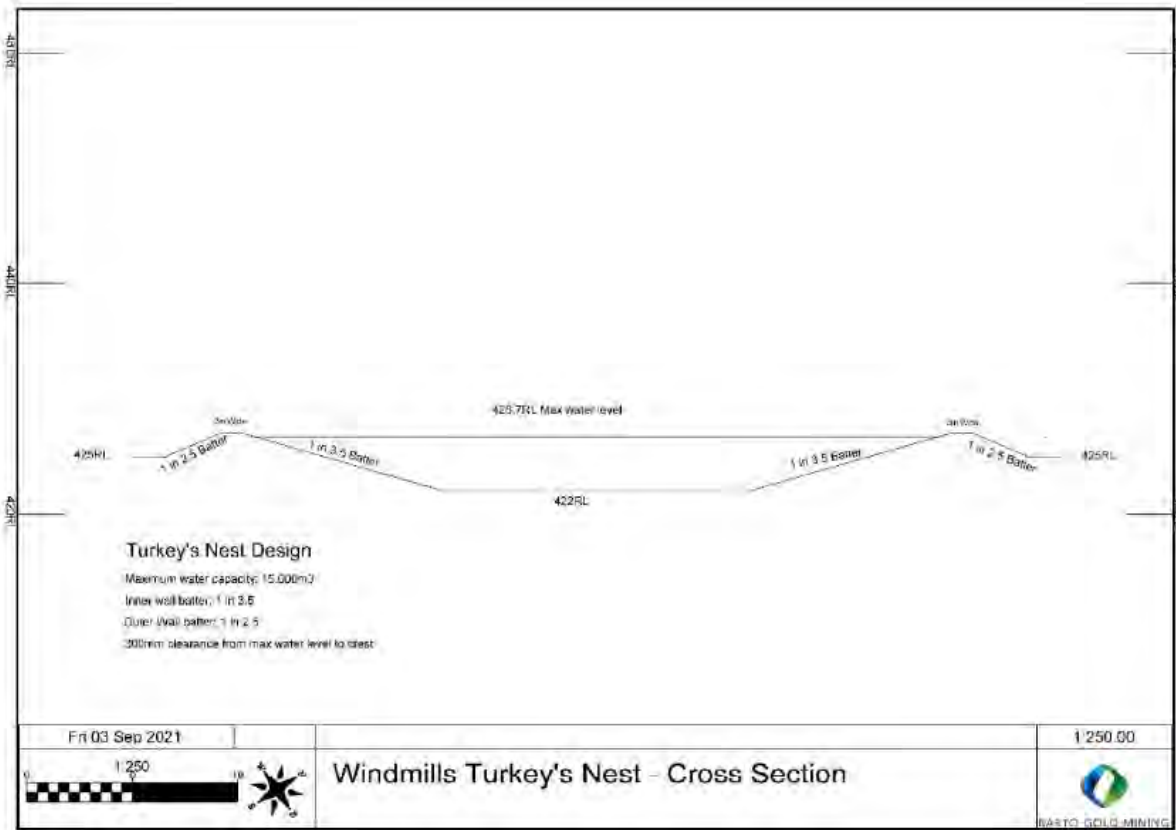 440RL
426.7RL Max water level
425RL
1 in 2.5 Batter
1 in 3.5 Batter
1 in 3.5 Batter
1 in 2.5 Batter
425RL
422RL
Turkey's Nest Design
Maximum water capacity: 15,000m3
Inner wall batter: 1 in 3.5
Outer Wall batter: 1 in 2.5
300mm clearance from max water level to crest
Fri 03 Sep 2021
1:250.00
1:250
0
10
Windmills Turkey's Nest - Cross Section
BARTO GOLD MINING